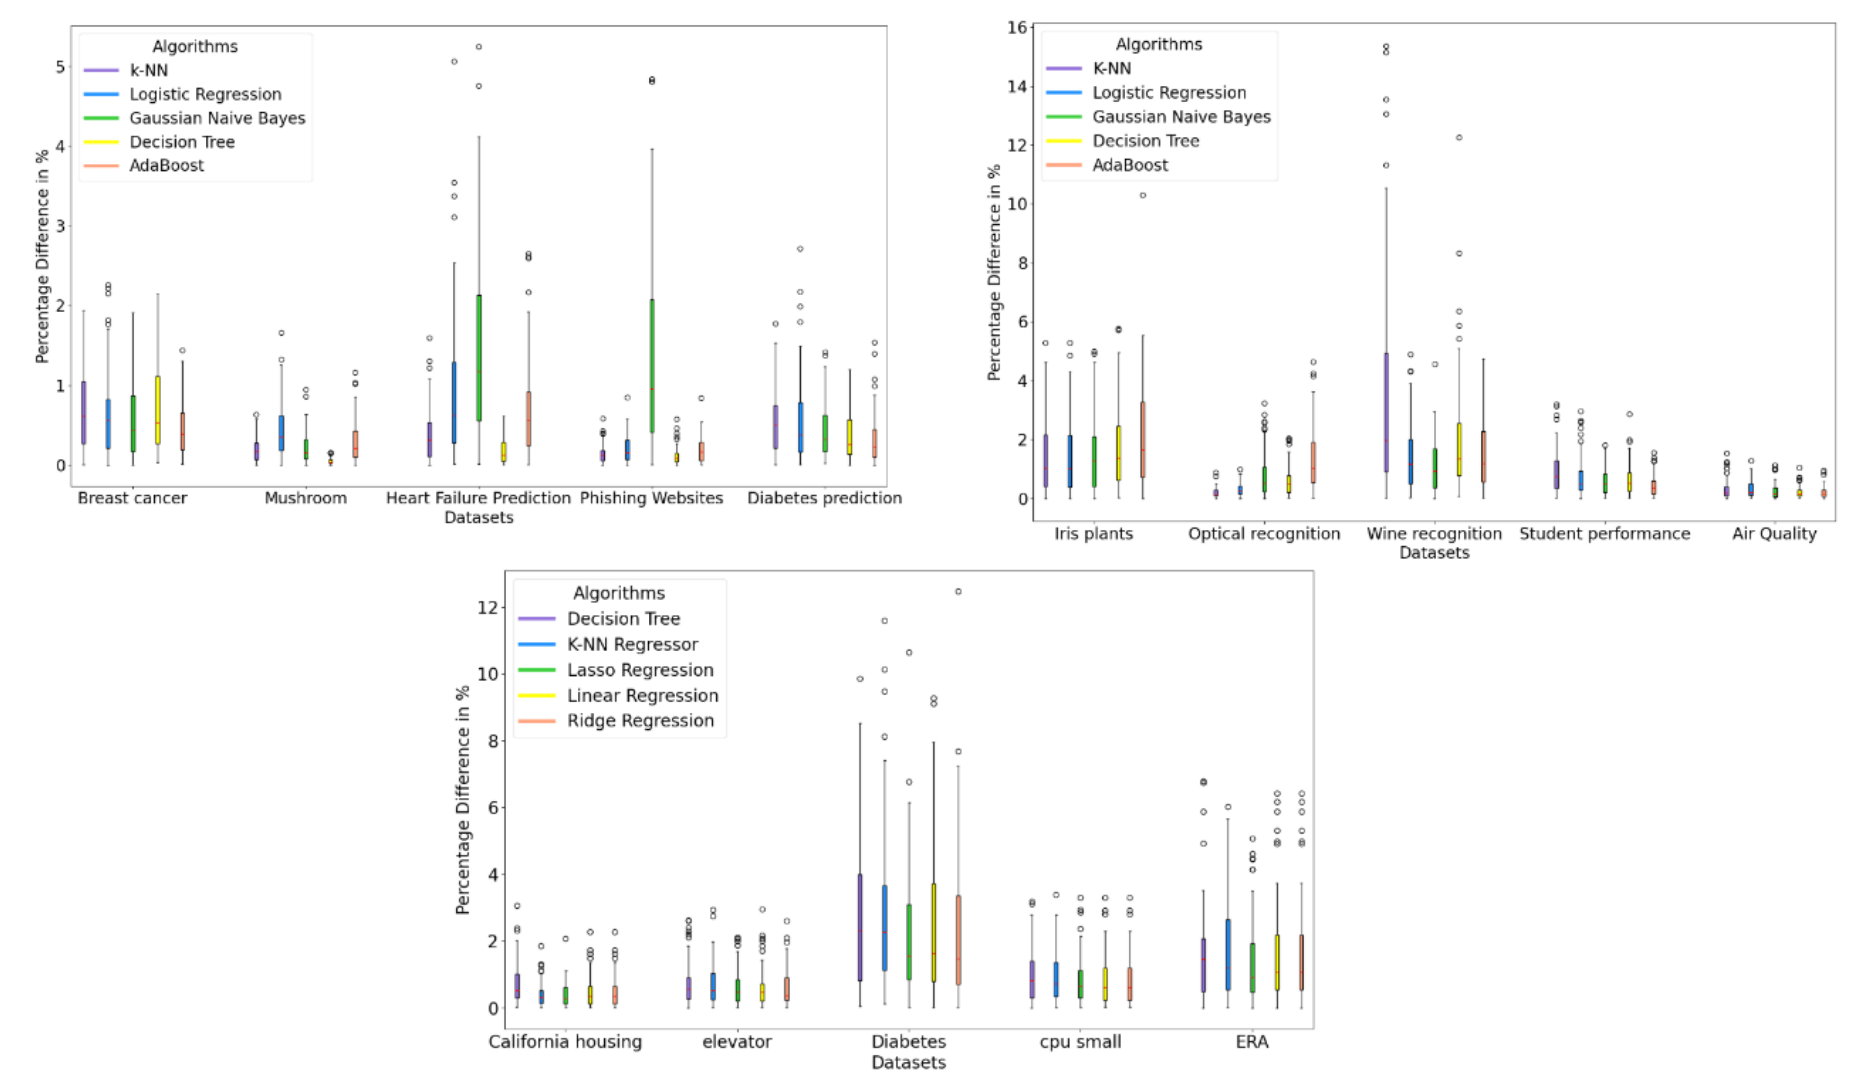 Algorithms
k-NN
Logistic Regression
Gaussian Naive Bayes
Decision Tree
AdaBoost
Percentage Difference in %
5
4
3
2
1
0
Breast cancer
Mushroom
Heart Failure Prediction
Phishing Websites
Diabetes prediction
Datasets
Algorithms
K-NN
Logistic Regression
Gaussian Naive Bayes
Decision Tree
AdaBoost
Percentage Difference in %
16
14
12
10
8
6
4
2
0
Iris plants
Optical recognition
Wine recognition
Student performance
Air Quality
Datasets
Algorithms
Decision Tree
K-NN Regressor
Lasso Regression
Linear Regression
Ridge Regression
Percentage Difference in %
12
10
8
6
4
2
0
California housing
elevator
Diabetes
cpu small
ERA
Datasets